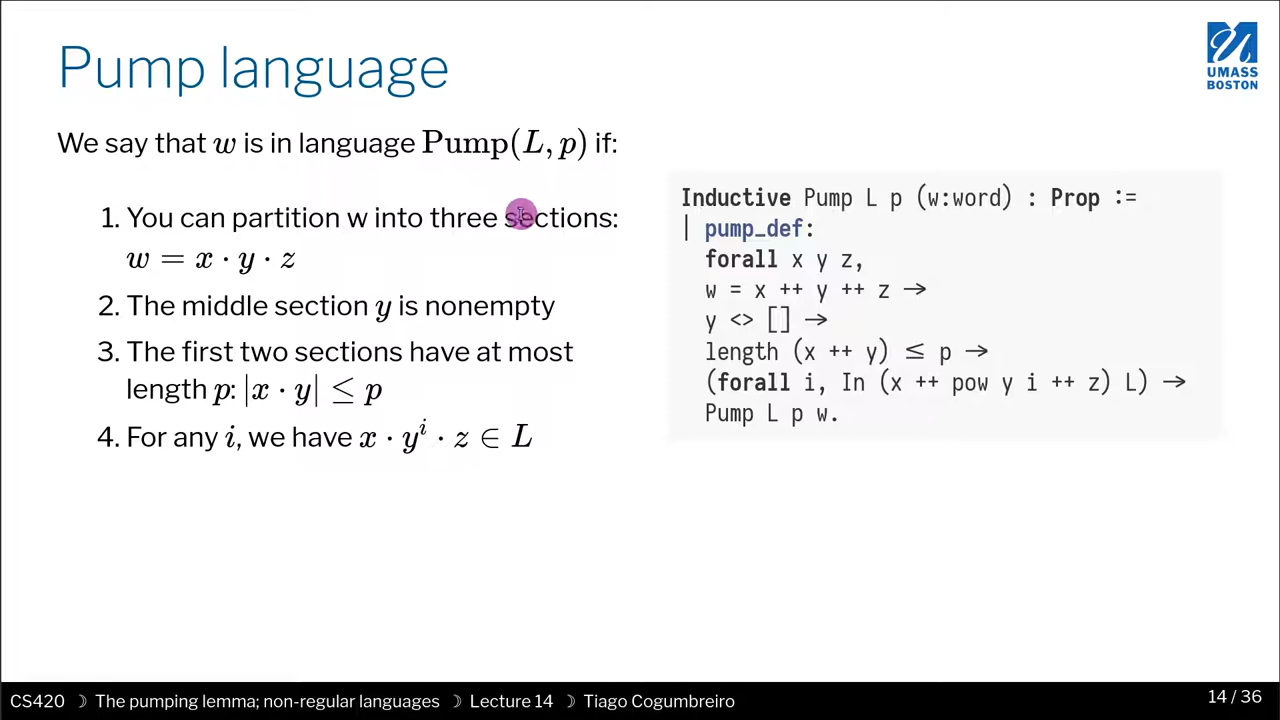 Pump language
UMASS
BOSTON
We say that w is in language Pump(L, p) if:
1. You can partition w into three sections:
w = x · y · z
2. The middle section y is nonempty
3. The first two sections have at most
length p: |x · y| ≤ p
4. For any i, we have x · yⁱ · z ∈ L
Inductive Pump L p (w:word) : Prop :=
| pump_def:
forall x y z,
w = x ++ y ++ z →
y <> [] →
length (x ++ y) ≤ p →
(forall i, In (x ++ pow y i ++ z) L) →
Pump L p w.
CS420 ☽ The pumping lemma; non-regular languages ☽ Lecture 14 ☽ Tiago Cogumbreiro
14 / 36